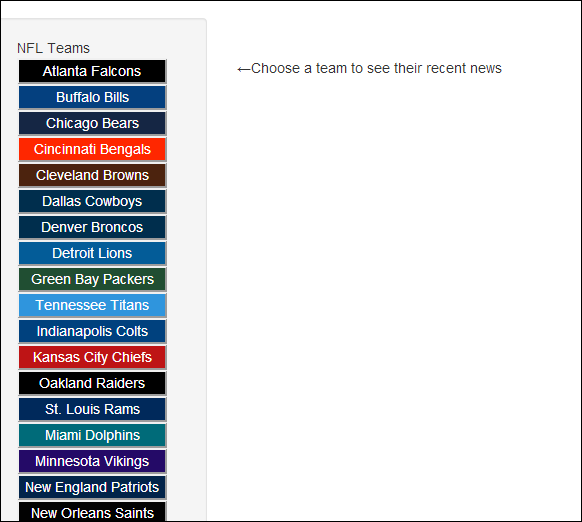 NFL Teams
←Choose a team to see their recent news
Atlanta Falcons
Buffalo Bills
Chicago Bears
Cincinnati Bengals
Cleveland Browns
Dallas Cowboys
Denver Broncos
Detroit Lions
Green Bay Packers
Tennessee Titans
Indianapolis Colts
Kansas City Chiefs
Oakland Raiders
St. Louis Rams
Miami Dolphins
Minnesota Vikings
New England Patriots
New Orleans Saints